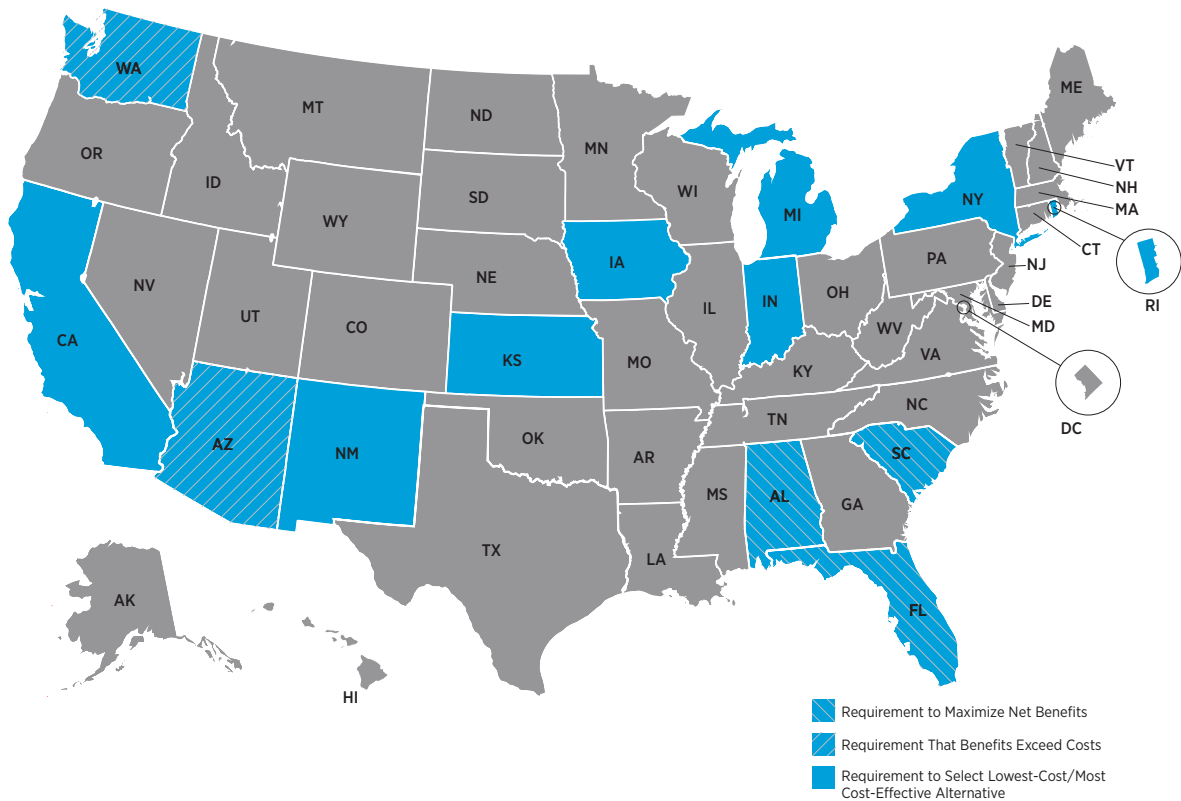 WA
MT
ND
MN
ME
OR
ID
SD
WI
VT
NH
MA
WY
MI
NY
CT
RI
NV
NE
IA
PA
NJ
UT
CO
IL
IN
OH
DE
MD
CA
KS
MO
WV
VA
KY
DC
AZ
NM
OK
TN
NC
AR
SC
MS
AL
GA
TX
LA
AK
FL
HI
Requirement to Maximize Net Benefits
Requirement That Benefits Exceed Costs
Requirement to Select Lowest-Cost/Most
Cost-Effective Alternative